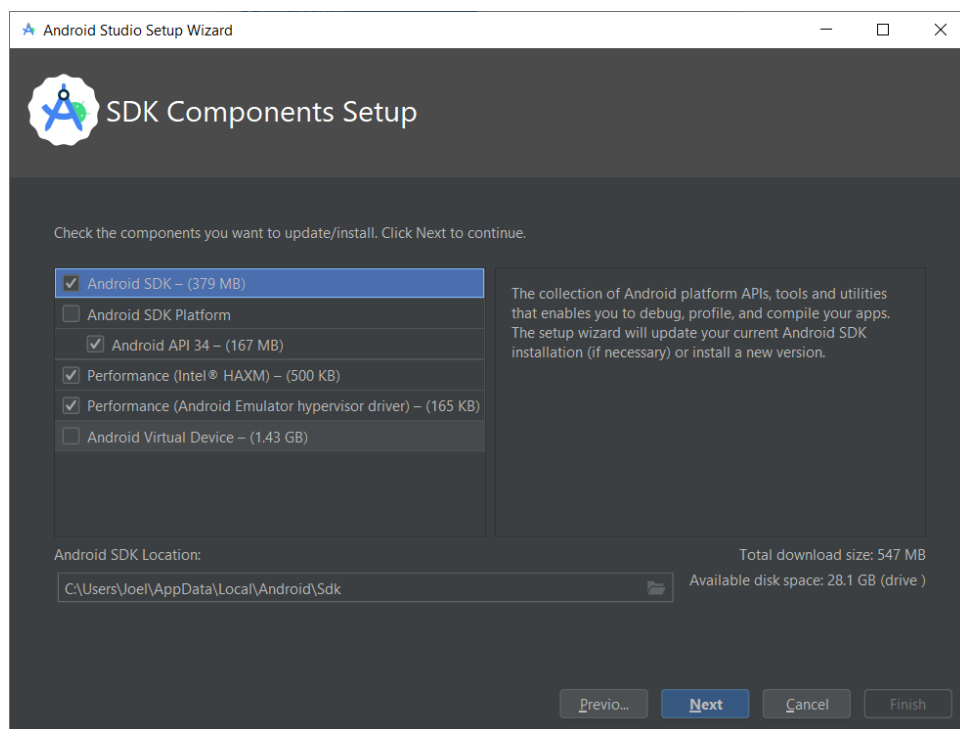 Android Studio Setup Wizard
SDK Components Setup
Check the components you want to update/install. Click Next to continue.
Android SDK – (379 MB)
Android SDK Platform
Android API 34 – (167 MB)
Performance (Intel® HAXM) – (500 KB)
Performance (Android Emulator hypervisor driver) – (165 KB)
Android Virtual Device – (1.43 GB)
The collection of Android platform APIs, tools and utilities
that enables you to debug, profile, and compile your apps.
The setup wizard will update your current Android SDK
installation (if necessary) or install a new version.
Android SDK Location:
Total download size: 547 MB
C:\Users\Joel\AppData\Local\Android\Sdk
Available disk space: 28.1 GB (drive )
Previo... Next Cancel Finish